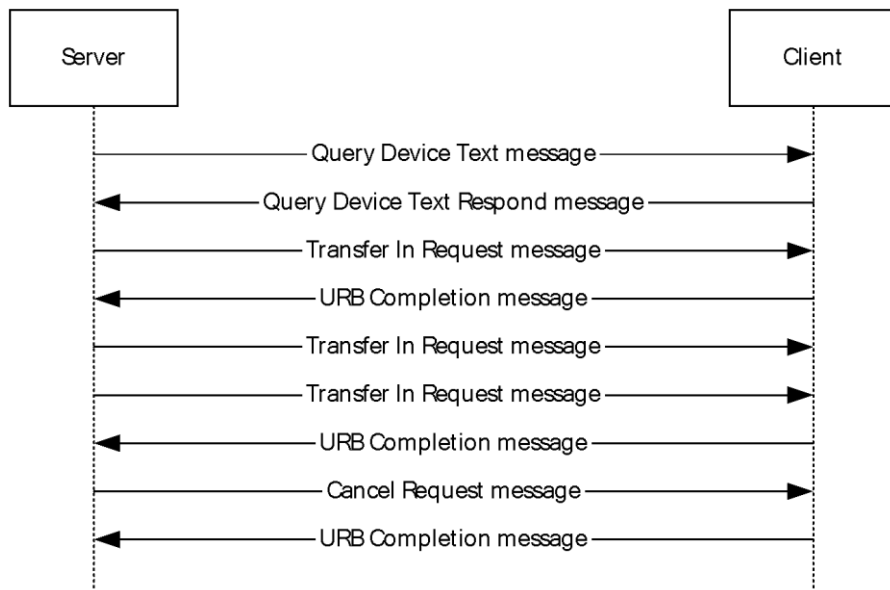 Server
Client
Query Device Text message
Query Device Text Respond message
Transfer In Request message
URB Completion message
Transfer In Request message
Transfer In Request message
URB Completion message
Cancel Request message
URB Completion message